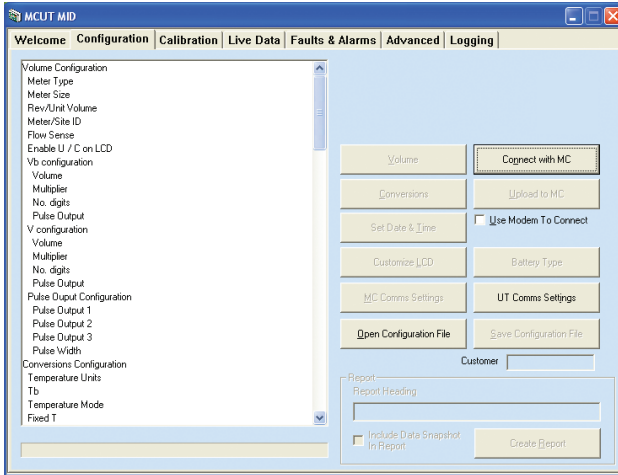 MCUT MID
Welcome Configuration Calibration Live Data Faults & Alarms Advanced Logging
Volume Configuration
Meter Type
Meter Size
Rev/Unit Volume
Meter/Site ID
Flow Sense
Enable U / C on LCD
Vb configuration
Volume
Multiplier
No. digits
Pulse Output
V configuration
Volume
Multiplier
No. digits
Pulse Output
Pulse Ouput Configuration
Pulse Output 1
Pulse Output 2
Pulse Output 3
Pulse Width
Conversions Configuration
Temperature Units
Tb
Temperature Mode
Fixed T
Volume
Connect with MC
Conversions
Upload to MC
Set Date & Time
Use Modem To Connect
Customize LCD
Battery Type
MC Comms Settings
UT Comms Settings
Open Configuration File
Save Configuration File
Customer
Report
Report Heading
Include Data Snapshot
In Report
Create Report